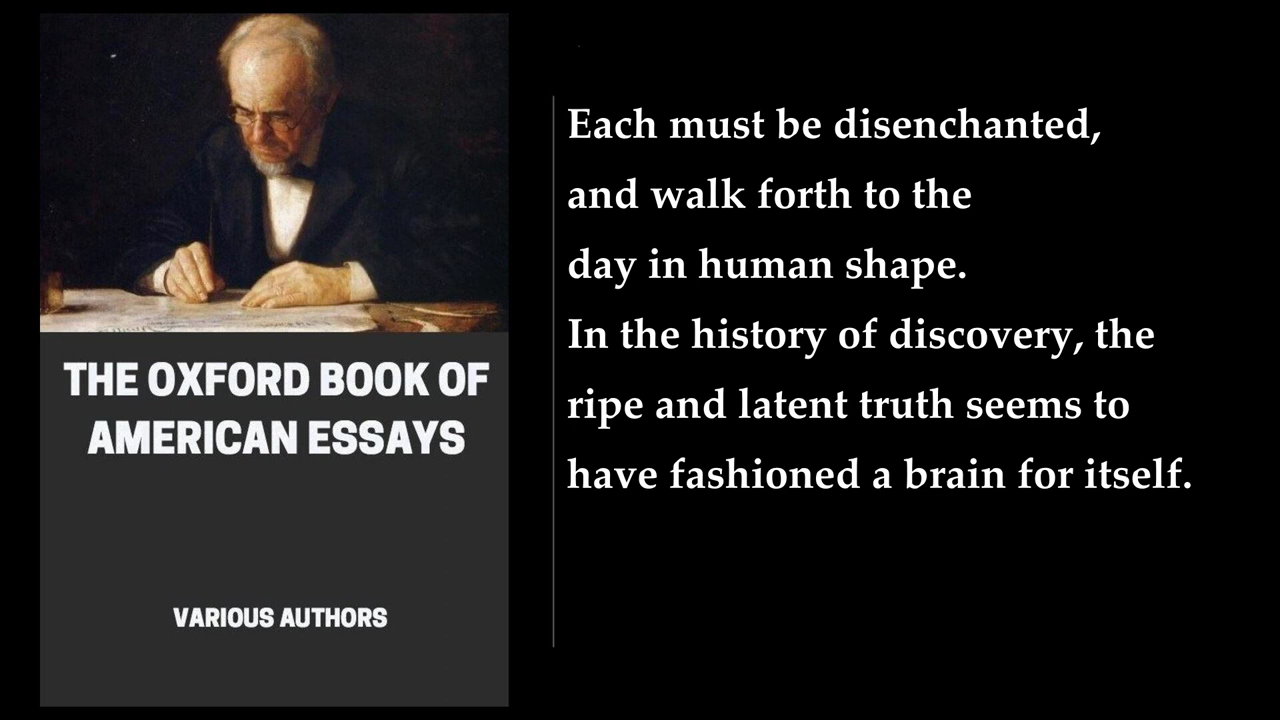 THE OXFORD BOOK OF
AMERICAN ESSAYS
VARIOUS AUTHORS
Each must be disenchanted,
and walk forth to the
day in human shape.
In the history of discovery, the
ripe and latent truth seems to
have fashioned a brain for itself.